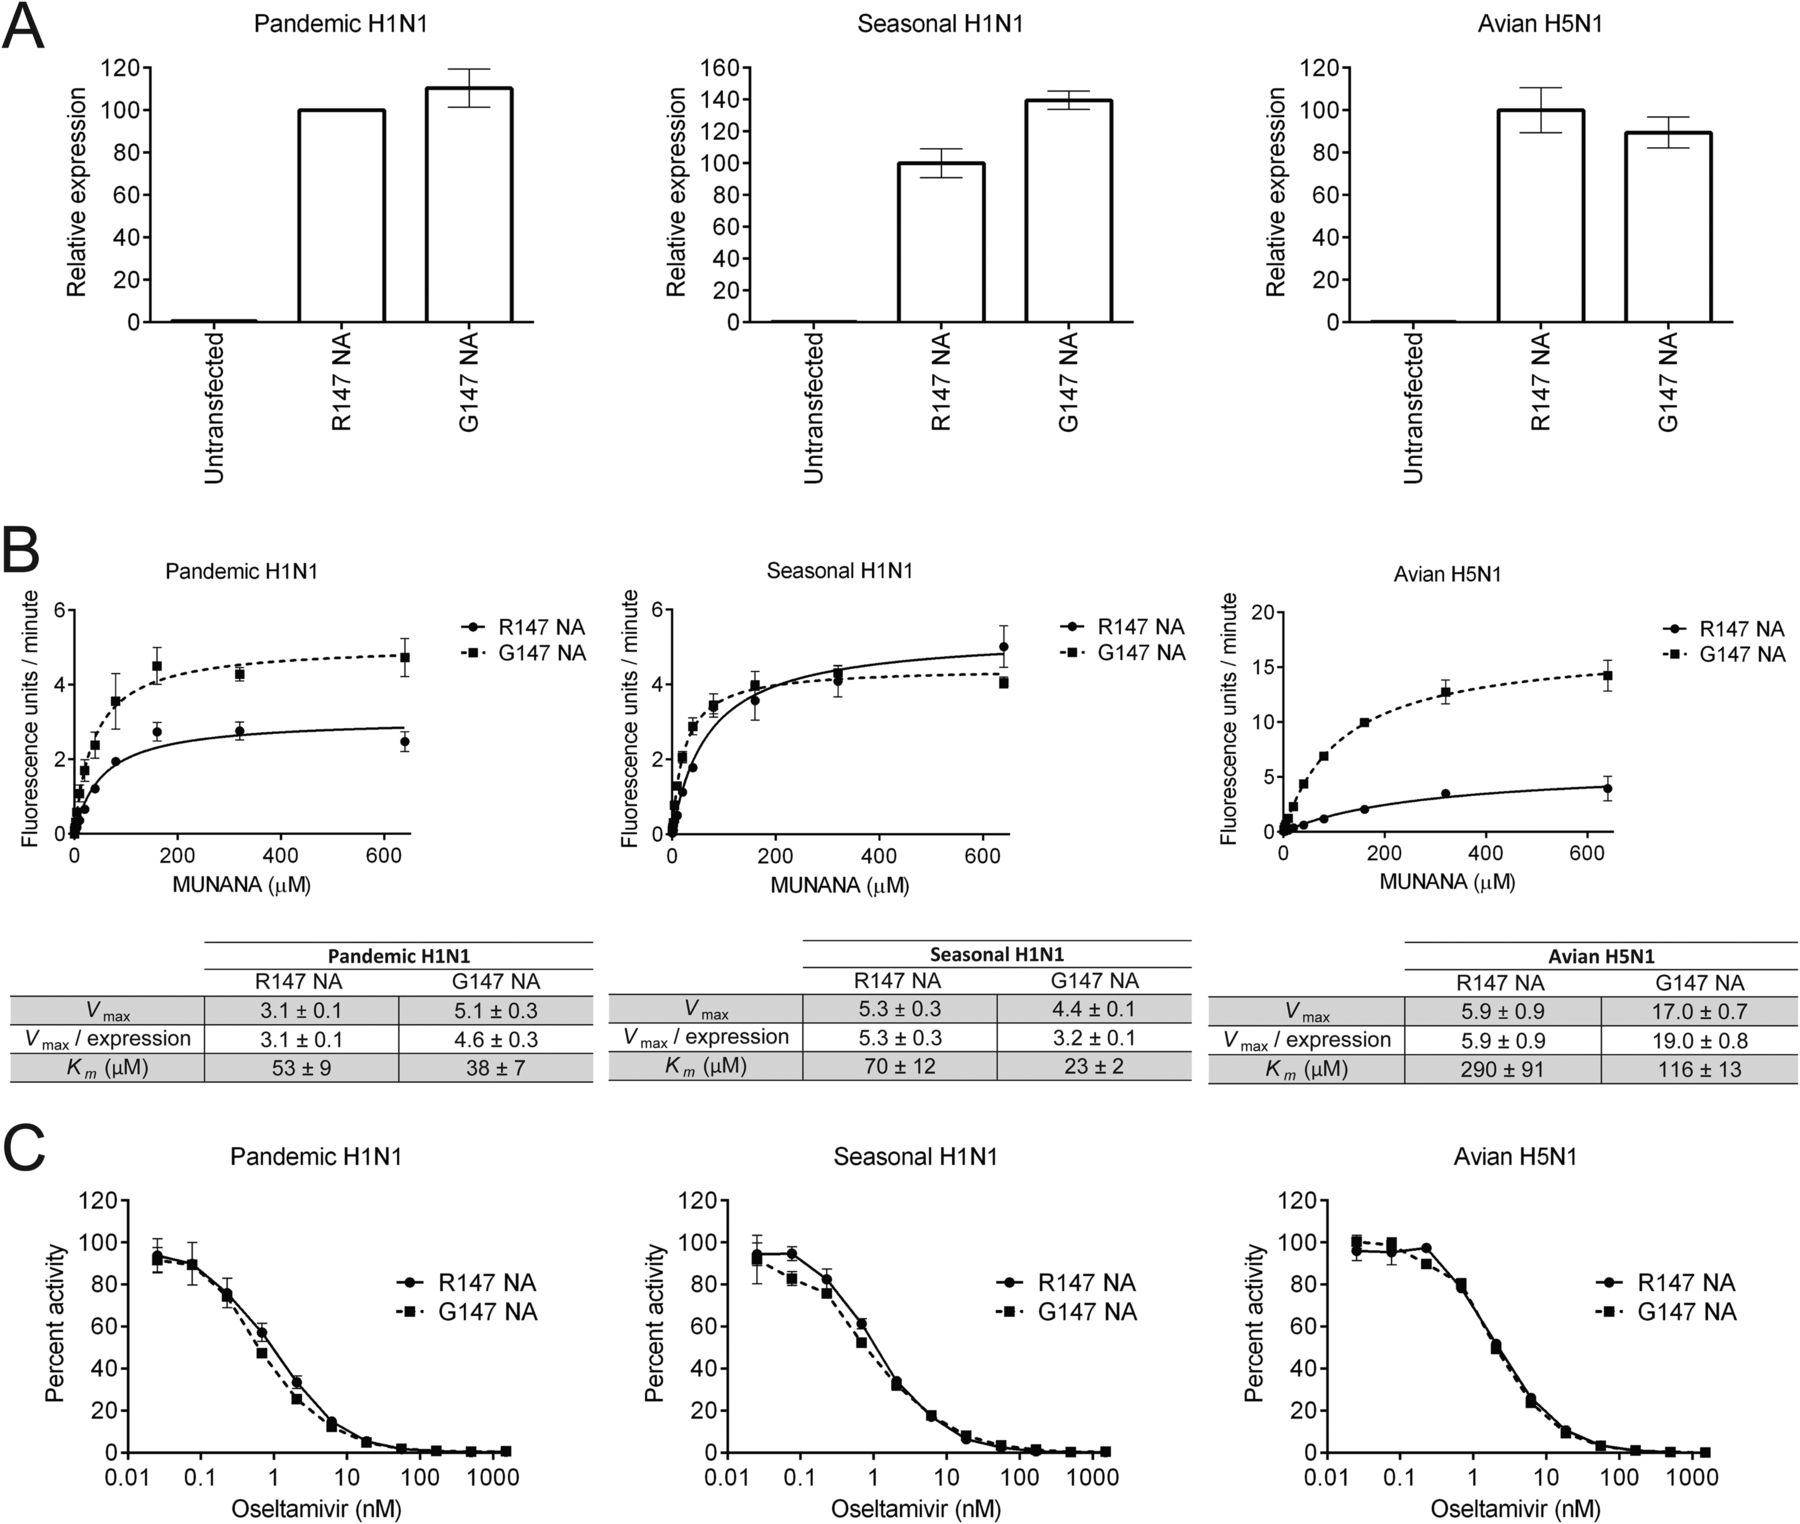 A
Pandemic H1N1
Seasonal H1N1
Avian H5N1
Relative expression
120
100
80
60
40
20
0
Untransfected
R147 NA
G147 NA
Relative expression
160
140
120
100
80
60
40
20
0
Untransfected
R147 NA
G147 NA
Relative expression
120
100
80
60
40
20
0
Untransfected
R147 NA
G147 NA
B
Pandemic H1N1
Fluorescence units / minute
6
4
2
0
0 200 400 600
MUNANA (μM)
R147 NA
G147 NA
Seasonal H1N1
Fluorescence units / minute
6
4
2
0
0 200 400 600
MUNANA (μM)
R147 NA
G147 NA
Avian H5N1
Fluorescence units / minute
20
15
10
5
0
0 200 400 600
MUNANA (μM)
R147 NA
G147 NA
Pandemic H1N1
R147 NA G147 NA
Vmax 3.1 ± 0.1 5.1 ± 0.3
Vmax / expression 3.1 ± 0.1 4.6 ± 0.3
Km (μM) 53 ± 9 38 ± 7
Seasonal H1N1
R147 NA G147 NA
Vmax 5.3 ± 0.3 4.4 ± 0.1
Vmax / expression 5.3 ± 0.3 3.2 ± 0.1
Km (μM) 70 ± 12 23 ± 2
Avian H5N1
R147 NA G147 NA
Vmax 5.9 ± 0.9 17.0 ± 0.7
Vmax / expression 5.9 ± 0.9 19.0 ± 0.8
Km (μM) 290 ± 91 116 ± 13
C
Pandemic H1N1
Percent activity
120
100
80
60
40
20
0
0.01 0.1 1 10 100 1000
Oseltamivir (nM)
R147 NA
G147 NA
Seasonal H1N1
Percent activity
120
100
80
60
40
20
0
0.01 0.1 1 10 100 1000
Oseltamivir (nM)
R147 NA
G147 NA
Avian H5N1
Percent activity
120
100
80
60
40
20
0
0.01 0.1 1 10 100 1000
Oseltamivir (nM)
R147 NA
G147 NA